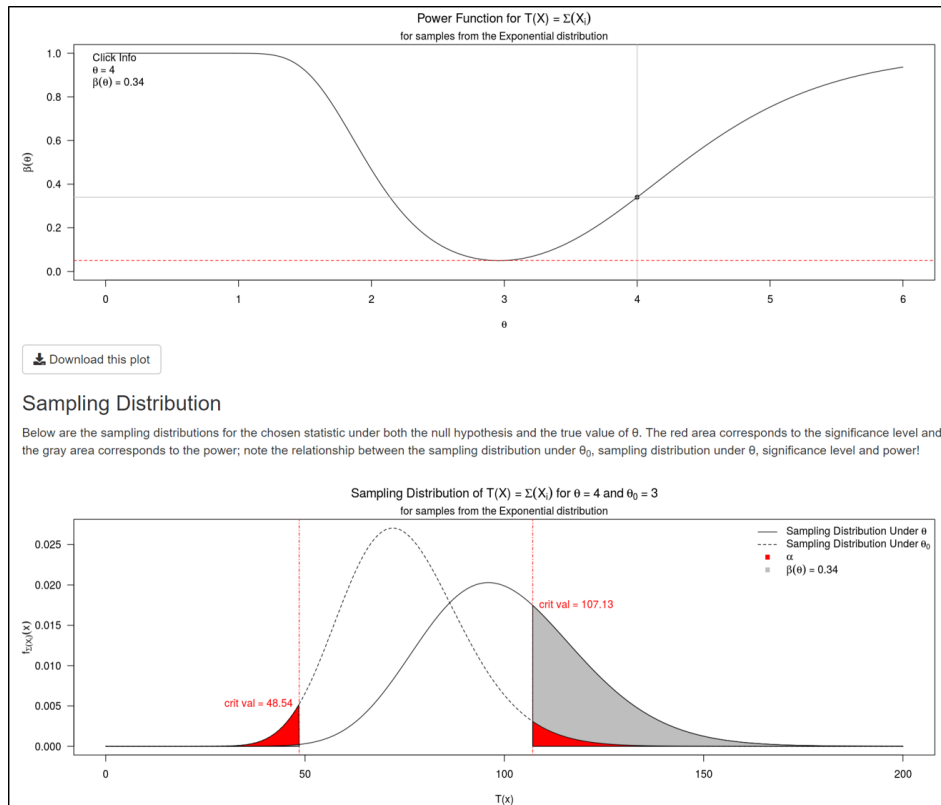 Power Function for T(X) = Σ(Xᵢ)
for samples from the Exponential distribution
Click Info
θ = 4
β(θ) = 0.34
1.0
0.8
0.6
0.4
0.2
0.0
β(θ)
0 1 2 3 4 5 6
θ
Download this plot
Sampling Distribution
Below are the sampling distributions for the chosen statistic under both the null hypothesis and the true value of θ. The red area corresponds to the significance level and
the gray area corresponds to the power; note the relationship between the sampling distribution under θ₀, sampling distribution under θ, significance level and power!
Sampling Distribution of T(X) = Σ(Xᵢ) for θ = 4 and θ₀ = 3
for samples from the Exponential distribution
Sampling Distribution Under θ
Sampling Distribution Under θ₀
α
β(θ) = 0.34
0.025
0.020
0.015
0.010
0.005
0.000
f_Σ(Xᵢ)(x)
crit val = 107.13
crit val = 48.54
0 50 100 150 200
T(x)